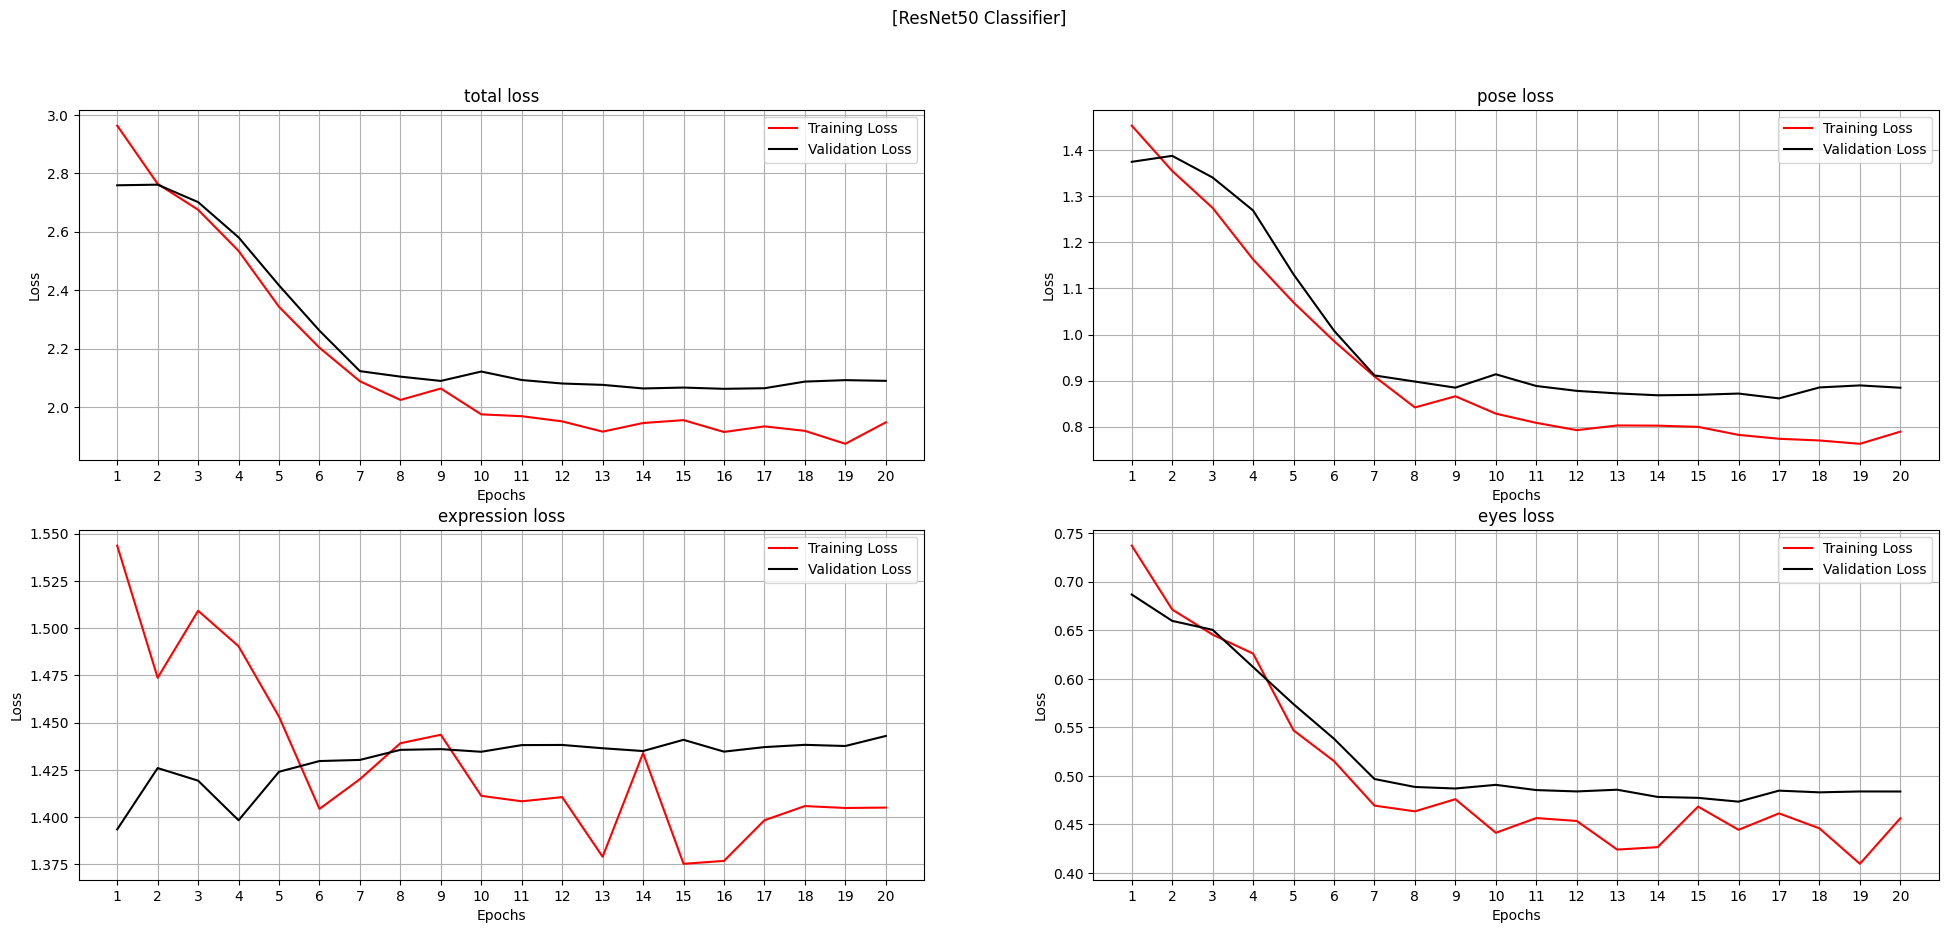 [ResNet50 Classifier]
total loss
3.0
2.8
2.6
2.4
2.2
2.0
Loss
Training Loss
Validation Loss
1 2 3 4 5 6 7 8 9 10 11 12 13 14 15 16 17 18 19 20
Epochs
pose loss
1.4
1.3
1.2
1.1
1.0
0.9
0.8
Loss
Training Loss
Validation Loss
1 2 3 4 5 6 7 8 9 10 11 12 13 14 15 16 17 18 19 20
Epochs
expression loss
1.550
1.525
1.500
1.475
1.450
1.425
1.400
1.375
Loss
Training Loss
Validation Loss
1 2 3 4 5 6 7 8 9 10 11 12 13 14 15 16 17 18 19 20
Epochs
eyes loss
0.75
0.70
0.65
0.60
0.55
0.50
0.45
0.40
Loss
Training Loss
Validation Loss
1 2 3 4 5 6 7 8 9 10 11 12 13 14 15 16 17 18 19 20
Epochs